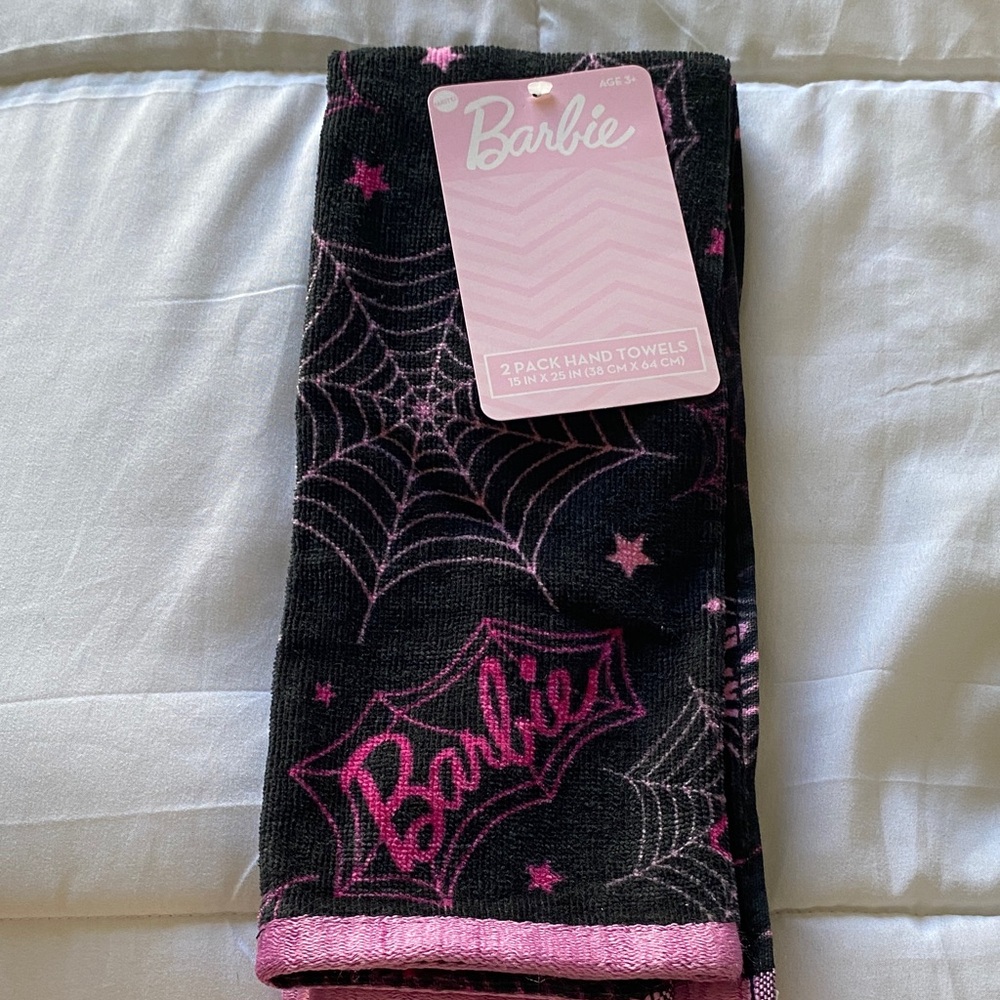 AGE 3+
Barbie
2 PACK HAND TOWELS
15 IN X 25 IN (38 CM X 64 CM)
Barbie